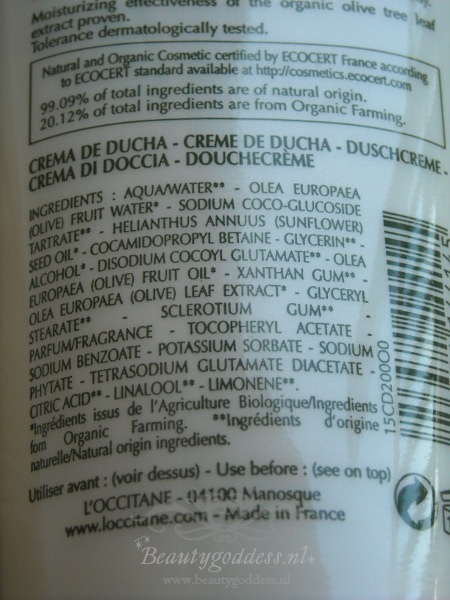 Moisturizing effectiveness of the organic olive tree leaf
extract proven.
Tolerance dermatologically tested.
Natural and Organic Cosmetic certified by ECOCERT France according
to ECOCERT standard available at http://cosmetics.ecocert.com
99.09% of total ingredients are of natural origin.
20.12% of total ingredients are from Organic Farming.
CREMA DE DUCHA - CREME DE DUCHA - DUSCHCREME -
CREMA DI DOCCIA - DOUCHECRÈME
INGREDIENTS : AQUA/WATER** - OLEA EUROPAEA
(OLIVE) FRUIT WATER* - SODIUM COCO-GLUCOSIDE
TARTRATE** - HELIANTHUS ANNUUS (SUNFLOWER)
SEED OIL* - COCAMIDOPROPYL BETAINE - GLYCERIN** -
ALCOHOL* - DISODIUM COCOYL GLUTAMATE** - OLEA
EUROPAEA (OLIVE) FRUIT OIL* - XANTHAN GUM** -
OLEA EUROPAEA (OLIVE) LEAF EXTRACT* - GLYCERYL
STEARATE** - SCLEROTIUM GUM** -
PARFUM/FRAGRANCE - TOCOPHERYL ACETATE -
SODIUM BENZOATE - POTASSIUM SORBATE - SODIUM
PHYTATE - TETRASODIUM GLUTAMATE DIACETATE -
CITRIC ACID** - LINALOOL** - LIMONENE**.
*Ingrédients issus de l'Agriculture Biologique/Ingredients
fom Organic Farming. **Ingrédients d'origine
naturelle/Natural origin ingredients.
Utiliser avant : (voir dessus) - Use before : (see on top)
L'OCCITANE - 04100 Manosque
www.loccitane.com - Made in France
15CD200O0
Beautygoddess.nl
www.beautygoddess.nl